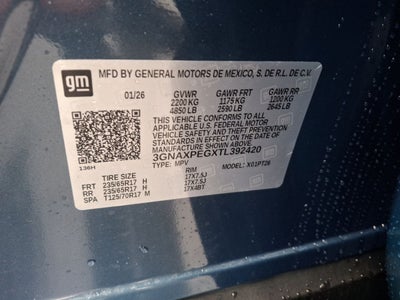 gm
MFD BY GENERAL MOTORS DE MEXICO, S. DE R.L. DE C.V.
01/26 GVWR GAWR FRT GAWR RR
2200 KG 1175 KG 1200 KG
4850 LB 2590 LB 2645 LB
THIS VEHICLE CONFORMS TO ALL APPLICABLE
U.S. FEDERAL MOTOR VEHICLE
SAFETY AND THEFT PREVENTION
STANDARDS IN EFFECT ON THE DATE OF
MANUFACTURE SHOWN ABOVE
3GNAXPEGXTL392420
TYPE: MPV MODEL: X01PT26
136H
TIRE SIZE RIM
FRT 235/65R17 H 17X7.5J
RR 235/65R17 H 17X7.5J
SPA T125/70R17 M 17X4BT